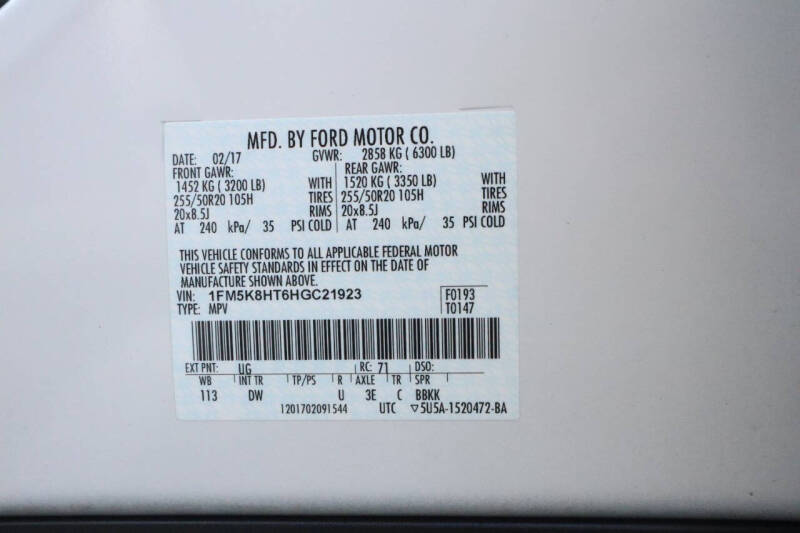 MFD. BY FORD MOTOR CO.
DATE: 02/17 GVWR: 2858 KG ( 6300 LB)
FRONT GAWR: REAR GAWR:
1452 KG ( 3200 LB) WITH 1520 KG ( 3350 LB) WITH
255/50R20 105H TIRES 255/50R20 105H TIRES
20x8.5J RIMS 20x8.5J RIMS
AT 240 kPa/ 35 PSI COLD AT 240 kPa/ 35 PSI COLD
THIS VEHICLE CONFORMS TO ALL APPLICABLE FEDERAL MOTOR
VEHICLE SAFETY STANDARDS IN EFFECT ON THE DATE OF
MANUFACTURE SHOWN ABOVE.
VIN: 1FM5K8HT6HGC21923 F0193
TYPE: MPV T0147
EXT PNT: UG RC: 71 DSO:
WB INT TR TP/PS R AXLE TR SPR
113 DW U 3E C BBKK
1201702091544 UTC ▽5U5A-1520472-BA